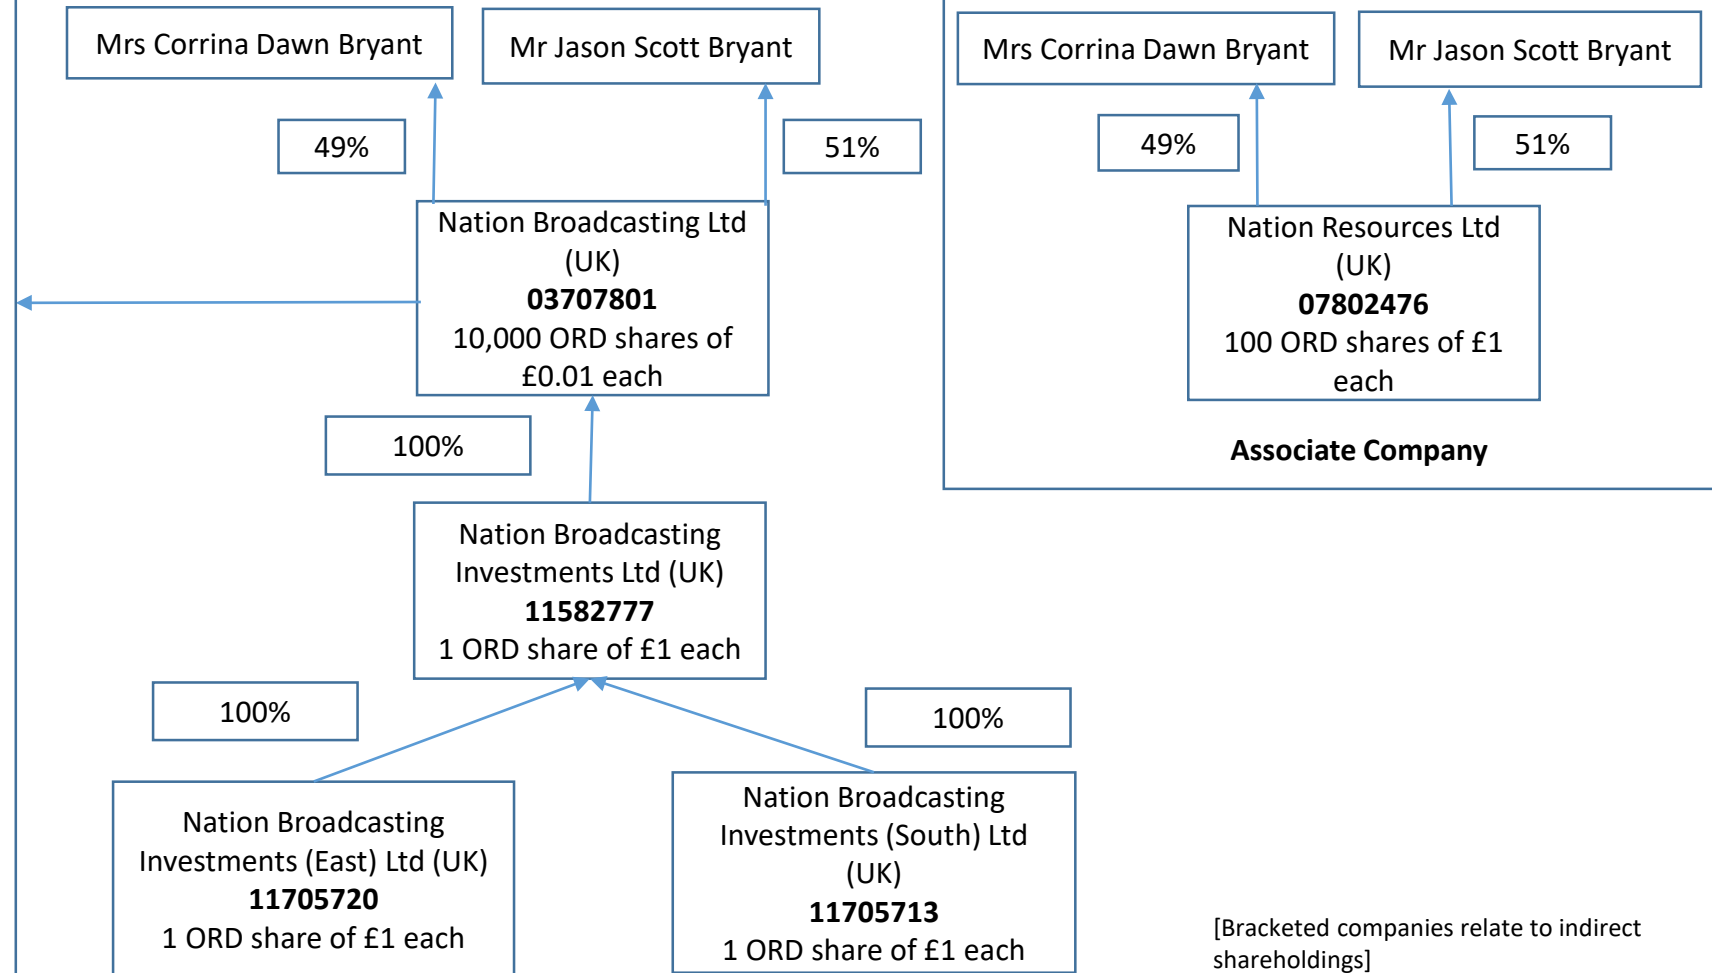 Mrs Corrina Dawn Bryant
Mr Jason Scott Bryant
49%
51%
Nation Broadcasting Ltd
(UK)
03707801
10,000 ORD shares of
£0.01 each
100%
Nation Broadcasting
Investments Ltd (UK)
11582777
1 ORD share of £1 each
100%
100%
Nation Broadcasting
Investments (East) Ltd (UK)
11705720
1 ORD share of £1 each
Nation Broadcasting
Investments (South) Ltd
(UK)
11705713
1 ORD share of £1 each
Mrs Corrina Dawn Bryant
Mr Jason Scott Bryant
49%
51%
Nation Resources Ltd
(UK)
07802476
100 ORD shares of £1
each
Associate Company
[Bracketed companies relate to indirect
shareholdings]